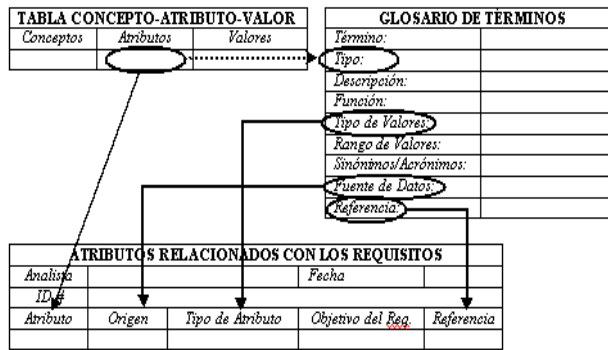 TABLA CONCEPTO-ATRIBUTO-VALOR
Conceptos Atributos Valores
GLOSARIO DE TÉRMINOS
Término:
Tipo:
Descripción:
Función:
Tipo de Valores:
Rango de Valores:
Sinónimos/Acrónimos:
Fuente de Datos:
Referencia:
ATRIBUTOS RELACIONADOS CON LOS REQUISITOS
Analista Fecha
ID #
Atributo Origen Tipo de Atributo Objetivo del Req. Referencia